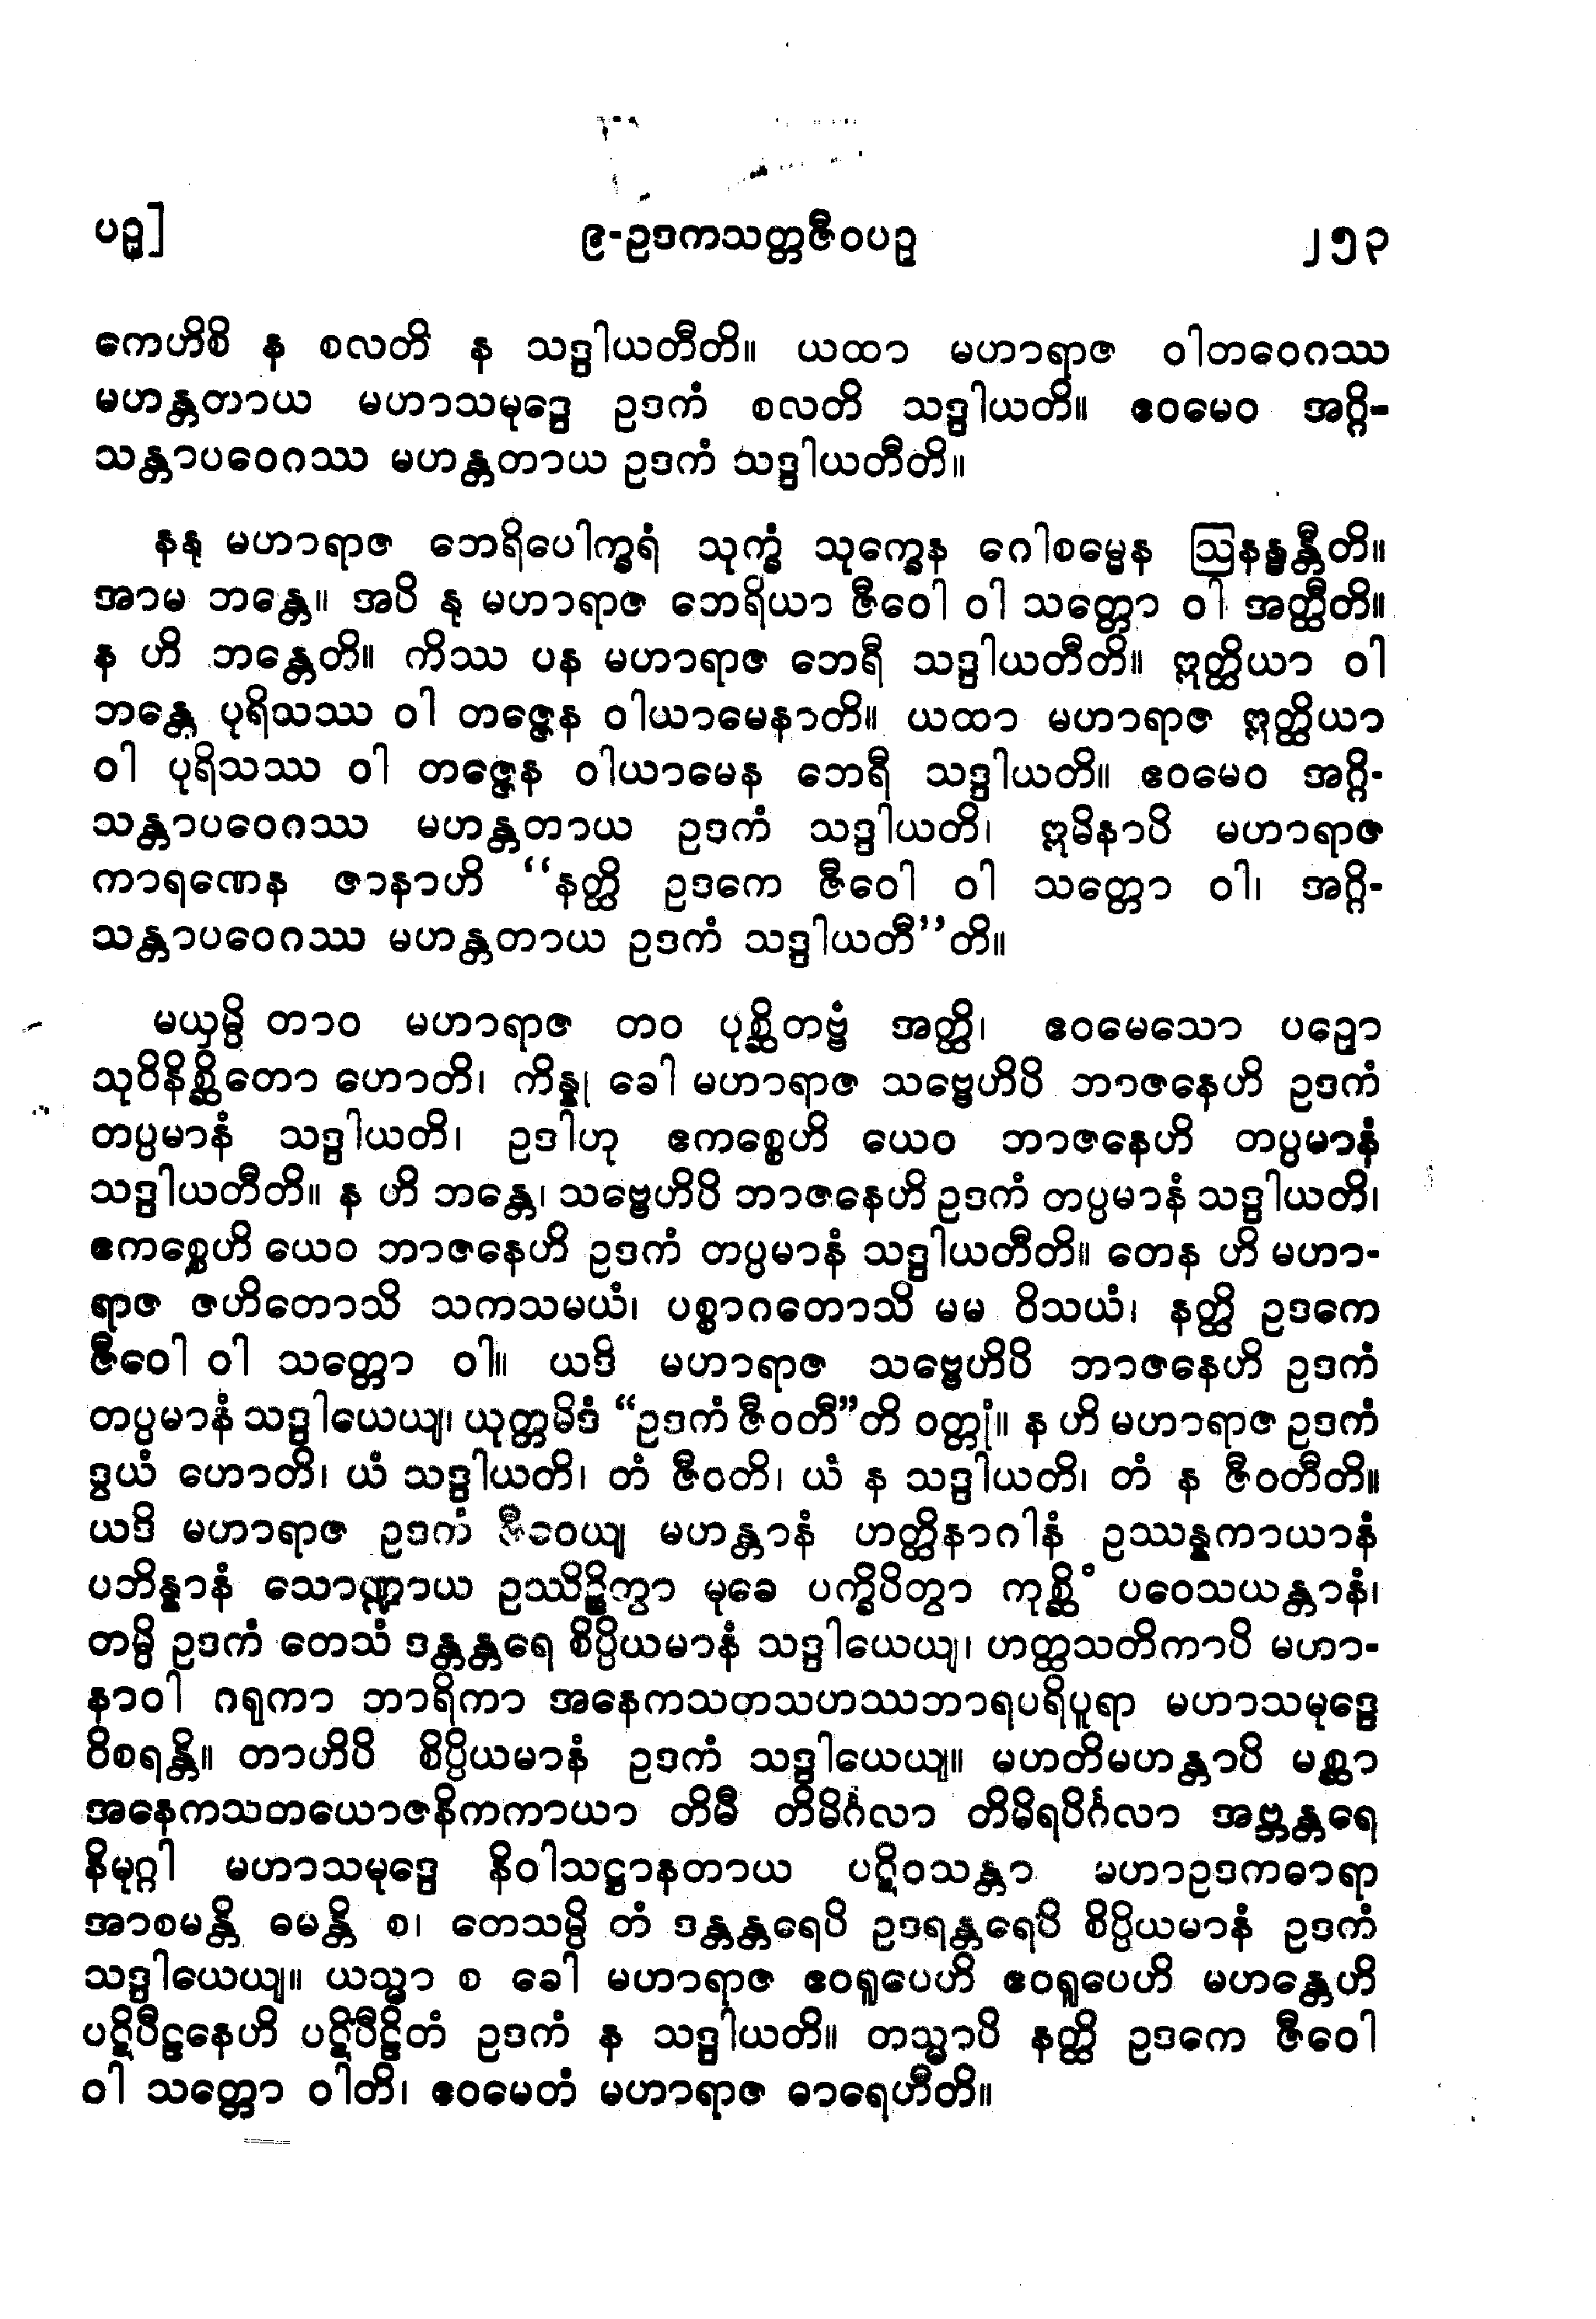 ပဉ္ှ]
၉-ဥဒကသတ္တဇီဝပဉှ
၂၅၃
ကေဟိစိ န စလတိ န သဒ္ဒါယတီတိ။ ယထာ မဟာရာဇ ဝါတဝေဂဿ
မဟန္တတာယ မဟာသမုဒ္ဒေ ဥဒကံ စလတိ သဒ္ဒါယတိ။ ဧဝမေဝ အဂ္ဂိ-
သန္တာပဝေဂဿ မဟန္တတာယ ဥဒကံ သဒ္ဒါယတီတိ။
နနု မဟာရာဇ ဘေရိပေါက္ခရံ သုက္ခံ သုက္ခေန ဂေါစမ္မေန ဩနန္ဓန္တီတိ။
အာမ ဘန္တေ။ အပိ နု မဟာရာဇ ဘေရိယာ ဇီဝေါ ဝါ သတ္တော ဝါ အတ္ထီတိ။
န ဟိ ဘန္တေတိ။ ကိဿ ပန မဟာရာဇ ဘေရီ သဒ္ဒါယတီတိ။ ဣတ္ထိယာ ဝါ
ဘန္တေ ပုရိသဿ ဝါ တဇ္ဇေန ဝါယာမေနာတိ။ ယထာ မဟာရာဇ ဣတ္ထိယာ
ဝါ ပုရိသဿ ဝါ တဇ္ဇေန ဝါယာမေန ဘေရီ သဒ္ဒါယတိ။ ဧဝမေဝ အဂ္ဂိ-
သန္တာပဝေဂဿ မဟန္တတာယ ဥဒကံ သဒ္ဒါယတိ၊ ဣမိနာပိ မဟာရာဇ
ကာရဏေန ဇာနာဟိ “နတ္ထိ ဥဒကေ ဇီဝေါ ဝါ သတ္တော ဝါ၊ အဂ္ဂိ-
သန္တာပဝေဂဿ မဟန္တတာယ ဥဒကံ သဒ္ဒါယတီ”တိ။
မယှမ္ပိ တာဝ မဟာရာဇ တဝ ပုစ္ဆိတဗ္ဗံ အတ္ထိ၊ ဧဝမေသော ပဉှော
သုဝိနိစ္ဆိတော ဟောတိ၊ ကိန္နု ခေါ မဟာရာဇ သဗ္ဗေဟိပိ ဘာဇနေဟိ ဥဒကံ
တပ္ပမာနံ သဒ္ဒါယတိ၊ ဥဒါဟု ဧကစ္စေဟိ ယေဝ ဘာဇနေဟိ တပ္ပမာနံ
သဒ္ဒါယတီတိ။ န ဟိ ဘန္တေ၊ သဗ္ဗေဟိပိ ဘာဇနေဟိ ဥဒကံ တပ္ပမာနံ သဒ္ဒါယတိ၊
ဧကစ္စေဟိ ယေဝ ဘာဇနေဟိ ဥဒကံ တပ္ပမာနံ သဒ္ဒါယတီတိ။ တေန ဟိ မဟာ-
ရာဇ ဇဟိတောသိ သကသမယံ၊ ပစ္စာဂတောသိ မမ ဝိသယံ၊ နတ္ထိ ဥဒကေ
ဇီဝေါ ဝါ သတ္တော ဝါ။ ယဒိ မဟာရာဇ သဗ္ဗေဟိပိ ဘာဇနေဟိ ဥဒကံ
တပ္ပမာနံ သဒ္ဒါယေယျ၊ ယုတ္တမိဒံ “ဥဒကံ ဇီဝတီ”တိ ဝတ္တုံ။ န ဟိ မဟာရာဇ ဥဒကံ
ဒွယံ ဟောတိ၊ ယံ သဒ္ဒါယတိ၊ တံ ဇီဝတိ၊ ယံ န သဒ္ဒါယတိ၊ တံ န ဇီဝတီတိ။
ယဒိ မဟာရာဇ ဥဒကံ ဇီဝေယျ မဟန္တာနံ ဟတ္ထိနာဂါနံ ဥဿန္နကာယာနံ
ပဘိန္နာနံ သောဏ္ဍာယ ဥဿိဉ္စိတွာ မုခေ ပက္ခိပိတွာ ကုစ္ဆိံ ပဝေသယန္တာနံ၊
တမ္ပိ ဥဒကံ တေသံ ဒန္တန္တရေ စိပ္ပိယမာနံ သဒ္ဒါယေယျ၊ ဟတ္ထသတိကာပိ မဟာ-
နာဝါ ဂရုကာ ဘာရိကာ အနေကသတသဟဿဘာရပရိပူရာ မဟာသမုဒ္ဒေ
ဝိစရန္တိ။ တာဟိပိ စိပ္ပိယမာနံ ဥဒကံ သဒ္ဒါယေယျ။ မဟတိမဟန္တာပိ မစ္ဆာ
အနေကသတယောဇနိကကာယာ တိမီ တိမိင်္ဂလာ တိမိရပိင်္ဂလာ အဗ္ဘန္တရေ
နိမုဂ္ဂါ မဟာသမုဒ္ဒေ နိဝါသဋ္ဌာနတာယ ပဋိဝသန္တာ မဟာဥဒကဓာရာ
အာစမန္တိ ဓမန္တိ စ၊ တေသမ္ပိ တံ ဒန္တန္တရေပိ ဥဒရန္တရေပိ စိပ္ပိယမာနံ ဥဒကံ
သဒ္ဒါယေယျ။ ယသ္မာ စ ခေါ မဟာရာဇ ဧဝရူပေဟိ ဧဝရူပေဟိ မဟန္တေဟိ
ပဋိပီဠနေဟိ ပဋိပီဠိတံ ဥဒကံ န သဒ္ဒါယတိ။ တသ္မာပိ နတ္ထိ ဥဒကေ ဇီဝေါ
ဝါ သတ္တော ဝါတိ၊ ဧဝမေတံ မဟာရာဇ ဓာရေဟီတိ။